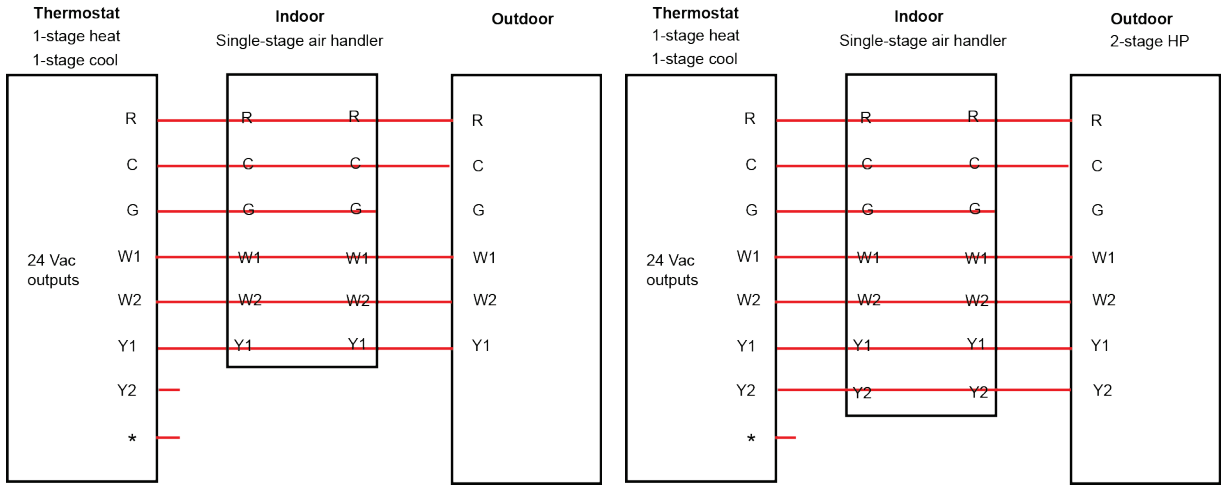 Thermostat
1-stage heat
1-stage cool
Indoor
Single-stage air handler
Outdoor
R R R R
C C C C
G G G G
W1 W1 W1 W1
24 Vac
outputs
W2 W2 W2 W2
Y1 Y1 Y1 Y1
Y2
*
Thermostat
1-stage heat
1-stage cool
Indoor
Single-stage air handler
Outdoor
2-stage HP
R R R R
C C C C
G G G G
W1 W1 W1 W1
24 Vac
outputs
W2 W2 W2 W2
Y1 Y1 Y1 Y1
Y2 Y2 Y2 Y2
*